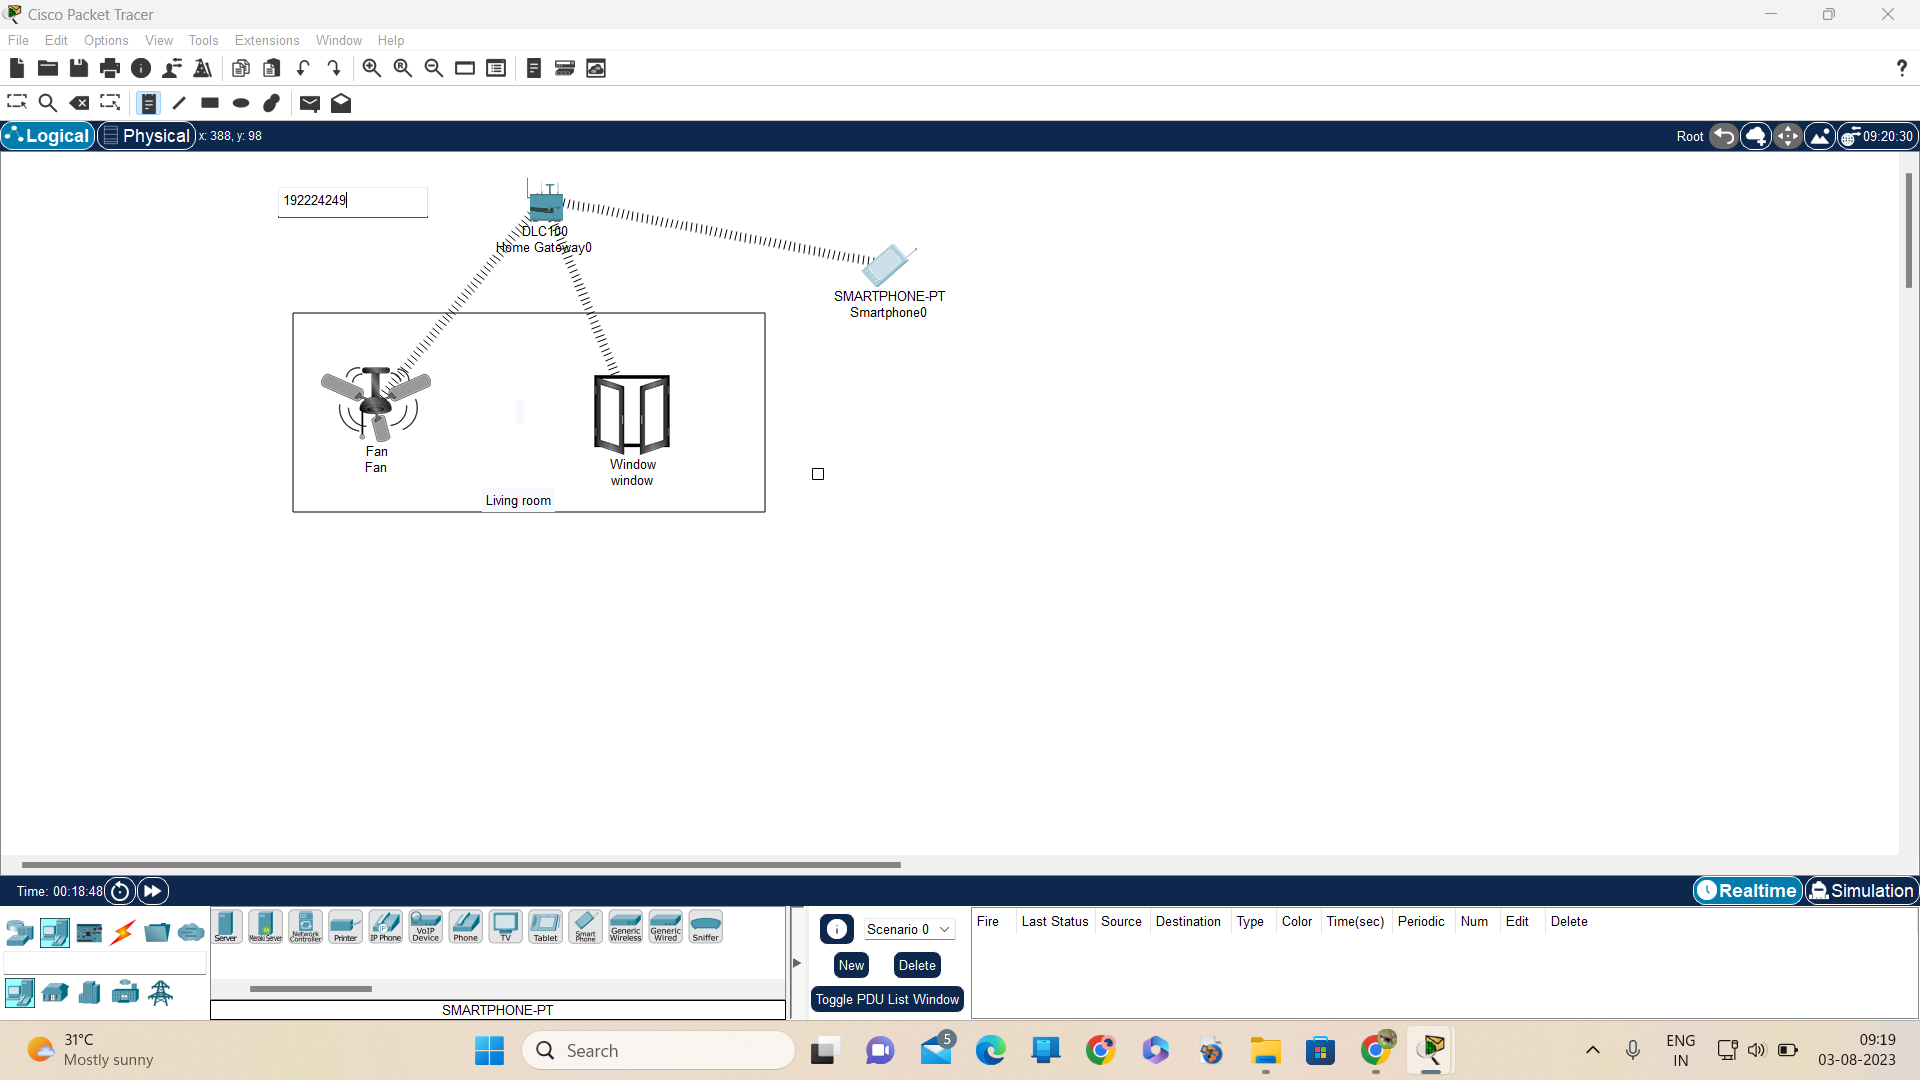 Cisco Packet Tracer
File Edit Options View Tools Extensions Window Help
?
Logical Physical x: 388, y: 98 Root 09:20:30
192224249
DLC100
Home Gateway0
SMARTPHONE-PT
Smartphone0
Fan
Fan
Window
window
Living room
Time: 00:18:48 Realtime Simulation
Server Meraki Server Network Controller Printer IP Phone VoIP Device Phone TV Tablet Smart Phone Generic Wireless Generic Wired Sniffer
SMARTPHONE-PT
Scenario 0
New Delete
Toggle PDU List Window
Fire Last Status Source Destination Type Color Time(sec) Periodic Num Edit Delete
31°C
Mostly sunny
Search
5
ENG
IN
09:19
03-08-2023